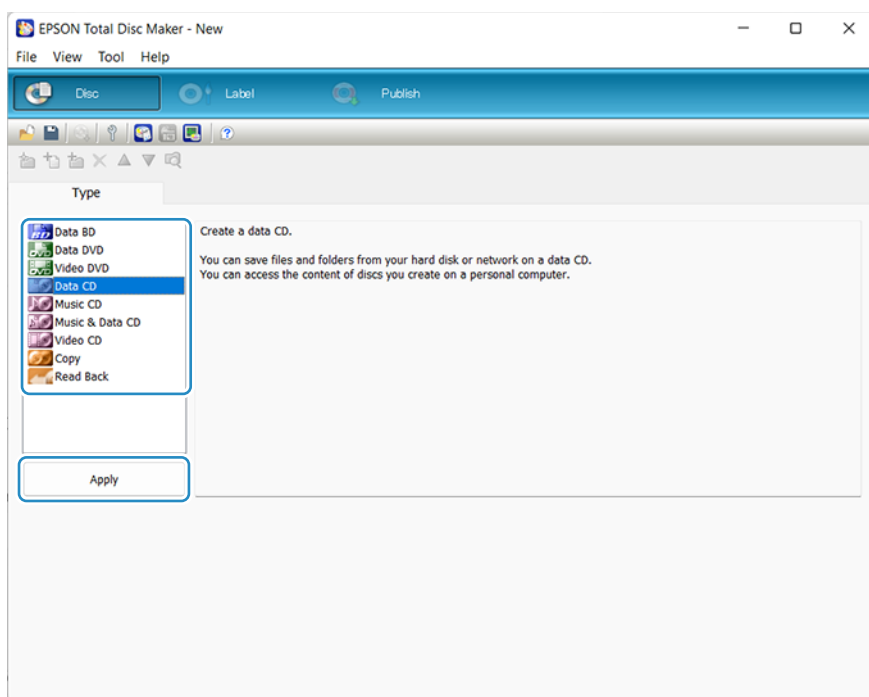 EPSON Total Disc Maker - New
File View Tool Help
Disc Label Publish
Type
Data BD
Data DVD
Video DVD
Data CD
Music CD
Music & Data CD
Video CD
Copy
Read Back
Apply
Create a data CD.
You can save files and folders from your hard disk or network on a data CD.
You can access the content of discs you create on a personal computer.